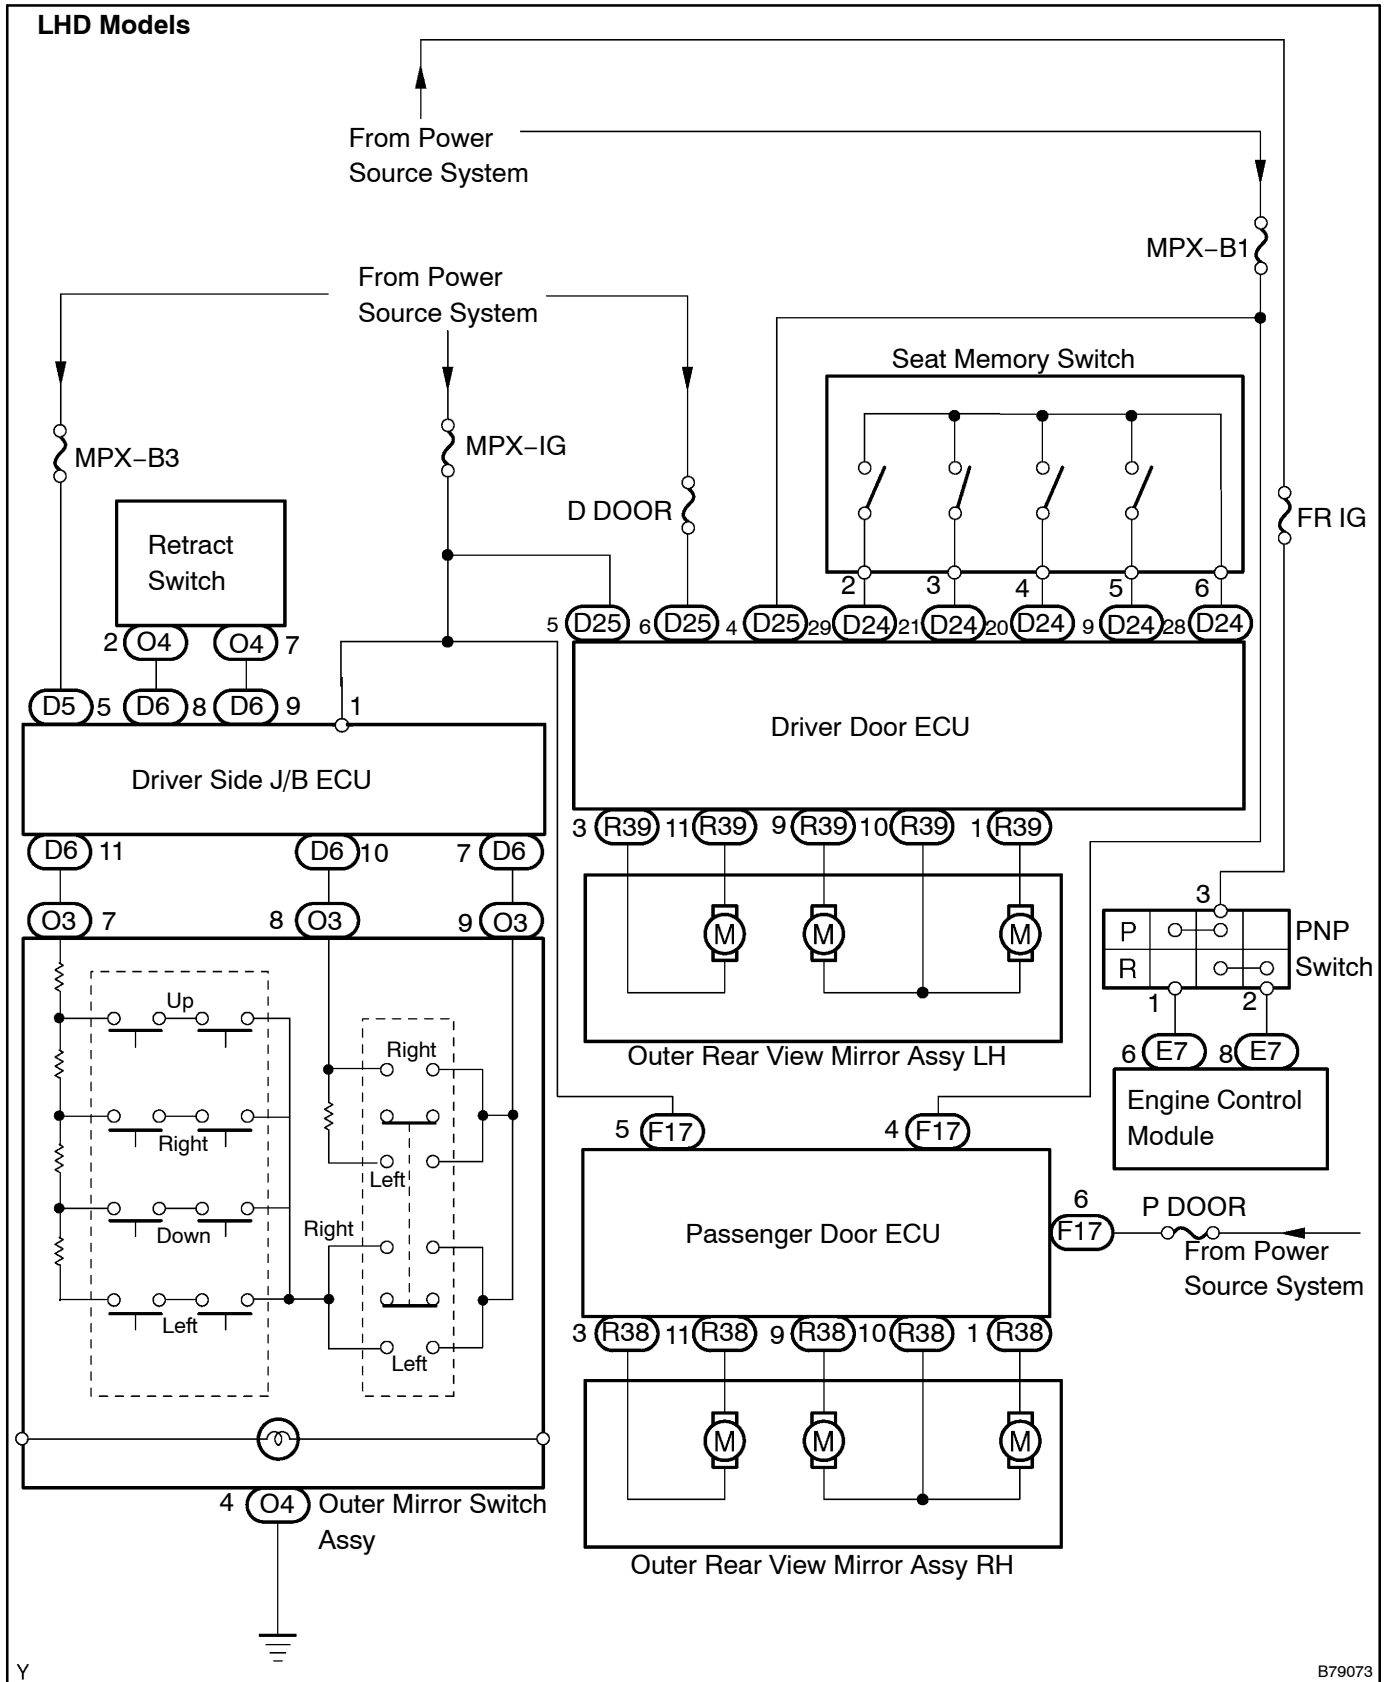 LHD Models
From Power
Source System
MPX−B1
From Power
Source System
MPX−B3
MPX−IG
D DOOR
Seat Memory Switch
FR IG
Retract
Switch
2 3 4 5 6
5 D25 6 D25 4 D25 29 D24 21 D24 20 D24 9 D24 28 D24
2 O4 O4 7
D5 5 D6 8 D6 9 1
Driver Door ECU
Driver Side J/B ECU
3 R39 11 R39 9 R39 10 R39 1 R39
D6 11 D6 10 7 D6
O3 7 8 O3 9 O3
M M M
3
P
R
PNP
Switch
1 2
Up
Right
Outer Rear View Mirror Assy LH
6 E7 8 E7
Engine Control
Module
Right
Left
5 F17 4 F17
Down
Right
Passenger Door ECU
6
F17
P DOOR
From Power
Source System
Left
Left
3 R38 11 R38 9 R38 10 R38 1 R38
M M M
4 O4
Outer Mirror Switch
Assy
Outer Rear View Mirror Assy RH
Y
B79073